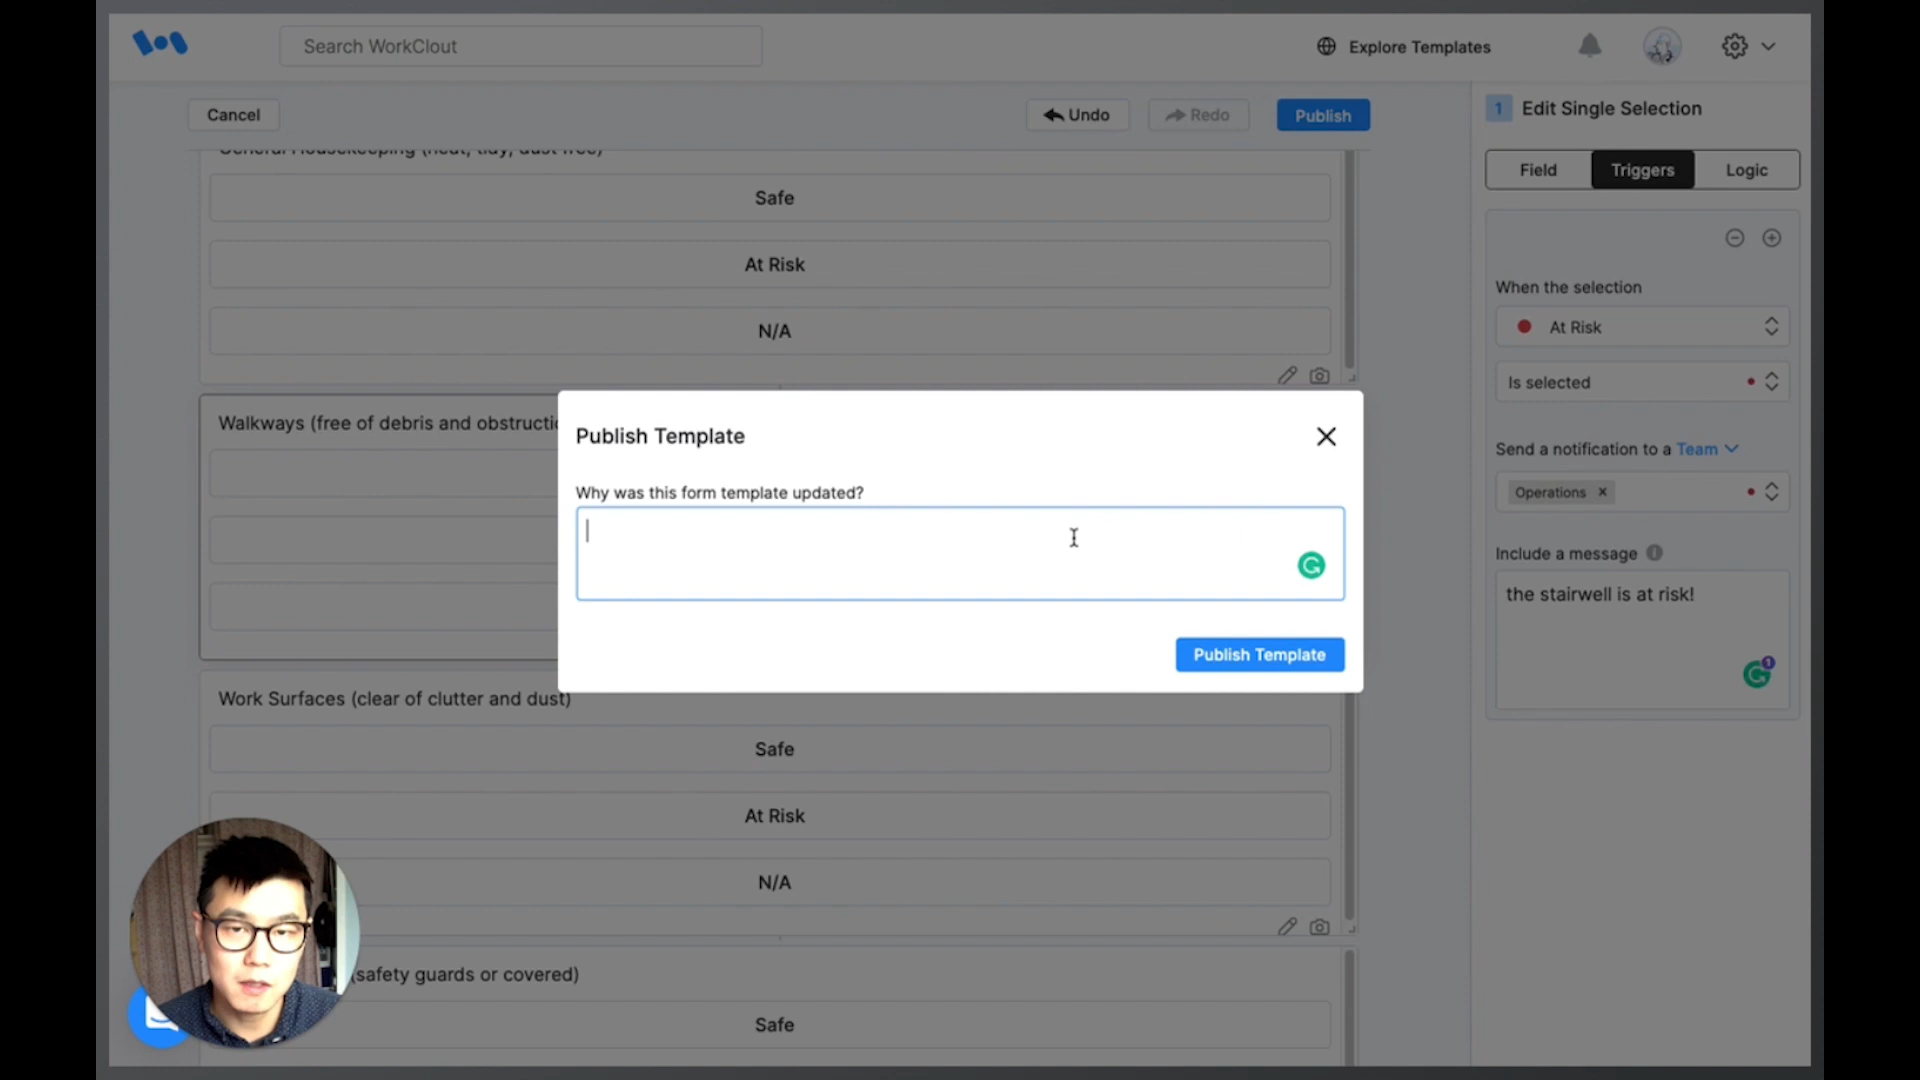 Search WorkClout
Explore Templates
Cancel
Undo
Redo
Publish
1 Edit Single Selection
Field
Triggers
Logic
General Housekeeping (neat, tidy, dust free)
Safe
At Risk
N/A
When the selection
At Risk
Is selected
Send a notification to a Team
Operations
Include a message
the stairwell is at risk!
1
Walkways (free of debris and obstructi
Publish Template
Why was this form template updated?
Publish Template
Work Surfaces (clear of clutter and dust)
Safe
At Risk
N/A
(safety guards or covered)
Safe